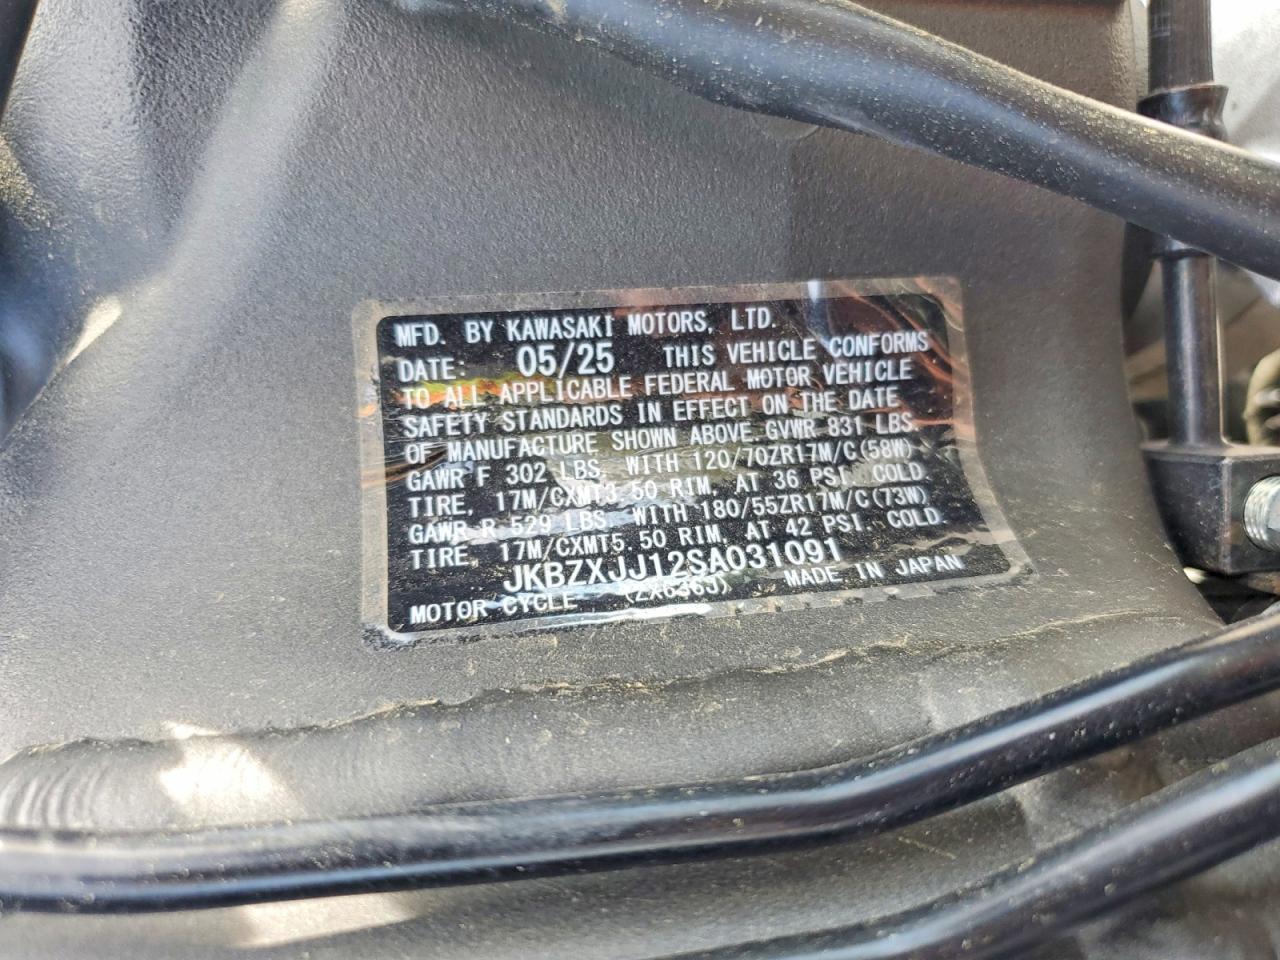 MFD. BY KAWASAKI MOTORS, LTD.
DATE: 05/25 THIS VEHICLE CONFORMS
TO ALL APPLICABLE FEDERAL MOTOR VEHICLE
SAFETY STANDARDS IN EFFECT ON THE DATE
OF MANUFACTURE SHOWN ABOVE. GVWR 831 LBS.
GAWR F 302 LBS. WITH 120/70ZR17M/C(58W)
TIRE, 17M/CXMT3.50 RIM, AT 36 PSI. COLD.
GAWR R 529 LBS. WITH 180/55ZR17M/C(73W)
TIRE, 17M/CXMT5.50 RIM, AT 42 PSI. COLD.
JKBZXJJ12SA031091
MOTOR CYCLE (ZX636J) MADE IN JAPAN